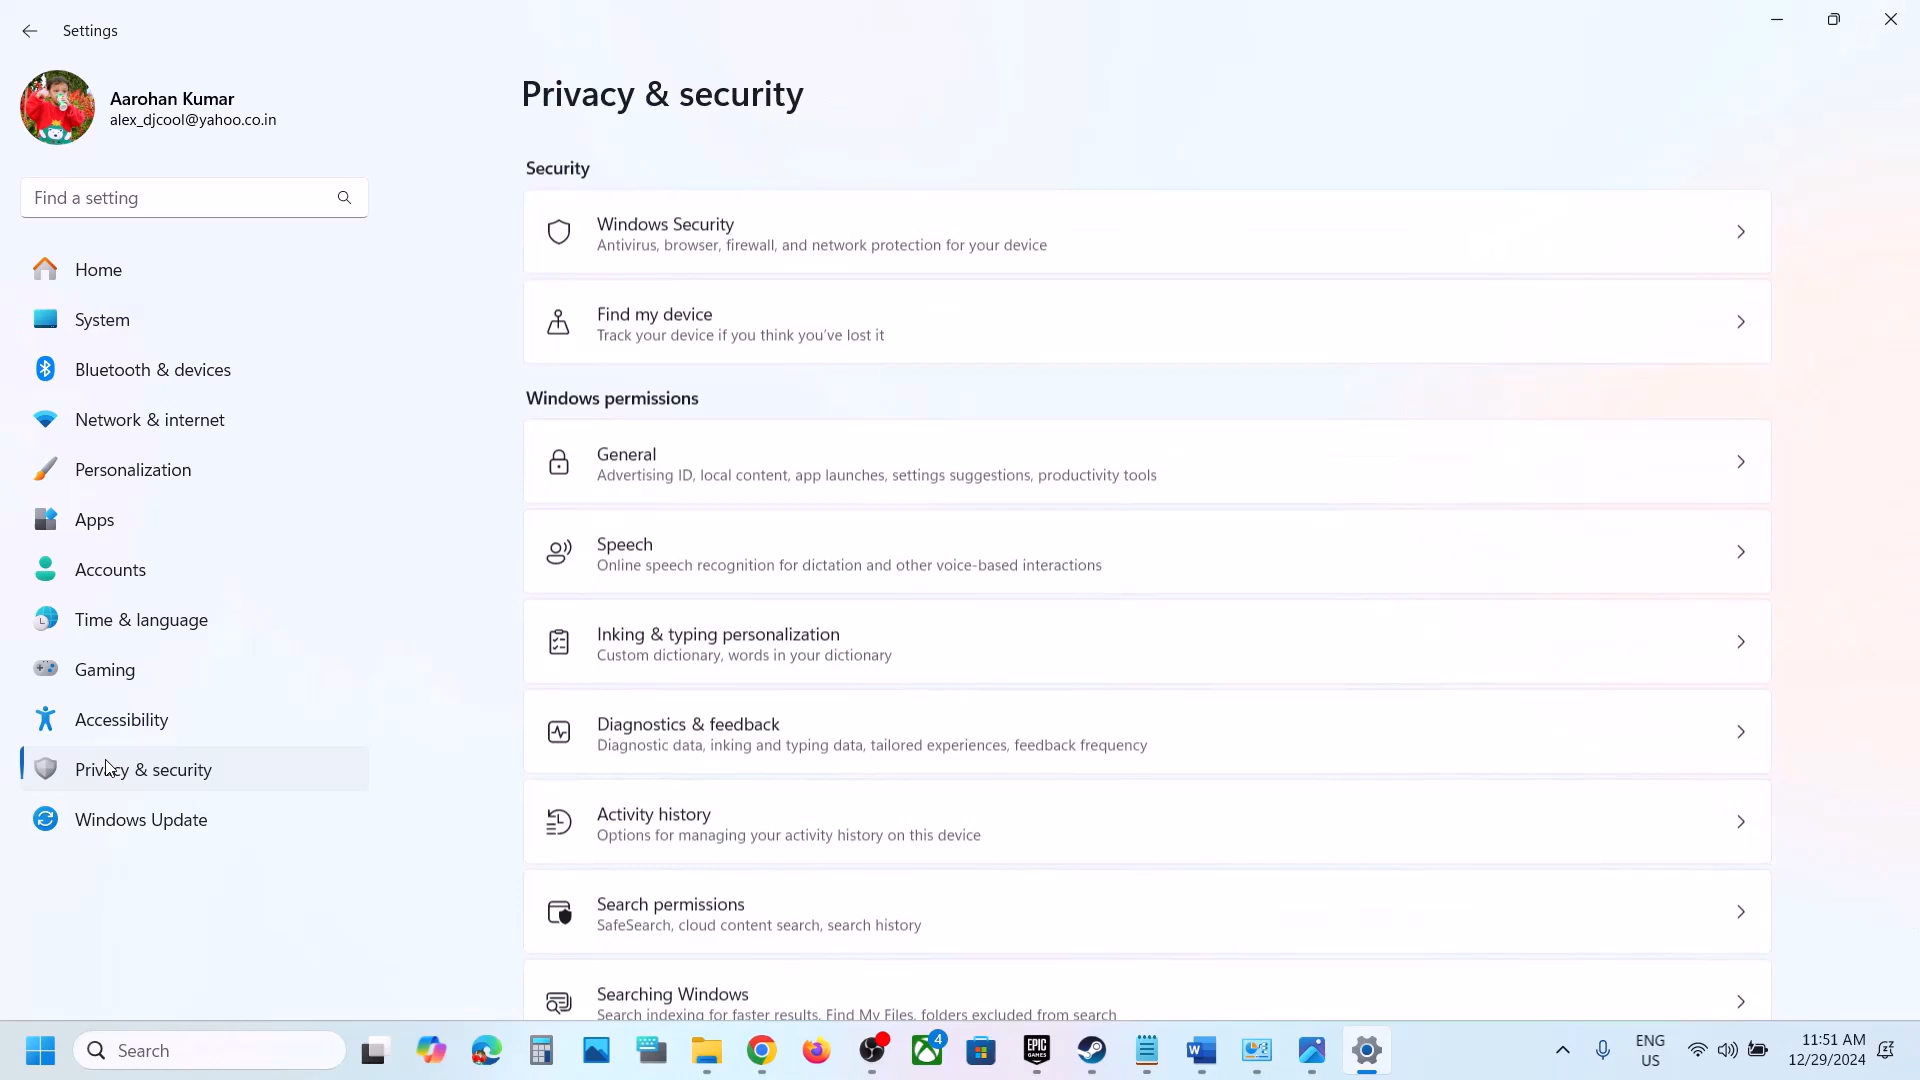 Settings
Aarohan Kumar
alex_djcool@yahoo.co.in
Find a setting
Home
System
Bluetooth & devices
Network & internet
Personalization
Apps
Accounts
Time & language
Gaming
Accessibility
Privacy & security
Windows Update
Privacy & security
Security
Windows Security
Antivirus, browser, firewall, and network protection for your device
Find my device
Track your device if you think you've lost it
Windows permissions
General
Advertising ID, local content, app launches, settings suggestions, productivity tools
Speech
Online speech recognition for dictation and other voice-based interactions
Inking & typing personalization
Custom dictionary, words in your dictionary
Diagnostics & feedback
Diagnostic data, inking and typing data, tailored experiences, feedback frequency
Activity history
Options for managing your activity history on this device
Search permissions
SafeSearch, cloud content search, search history
Searching Windows
Search indexing for faster results, Find My Files, folders excluded from search
Search
4
EPIC
GAMES
W
ENG
US
11:51 AM
12/29/2024